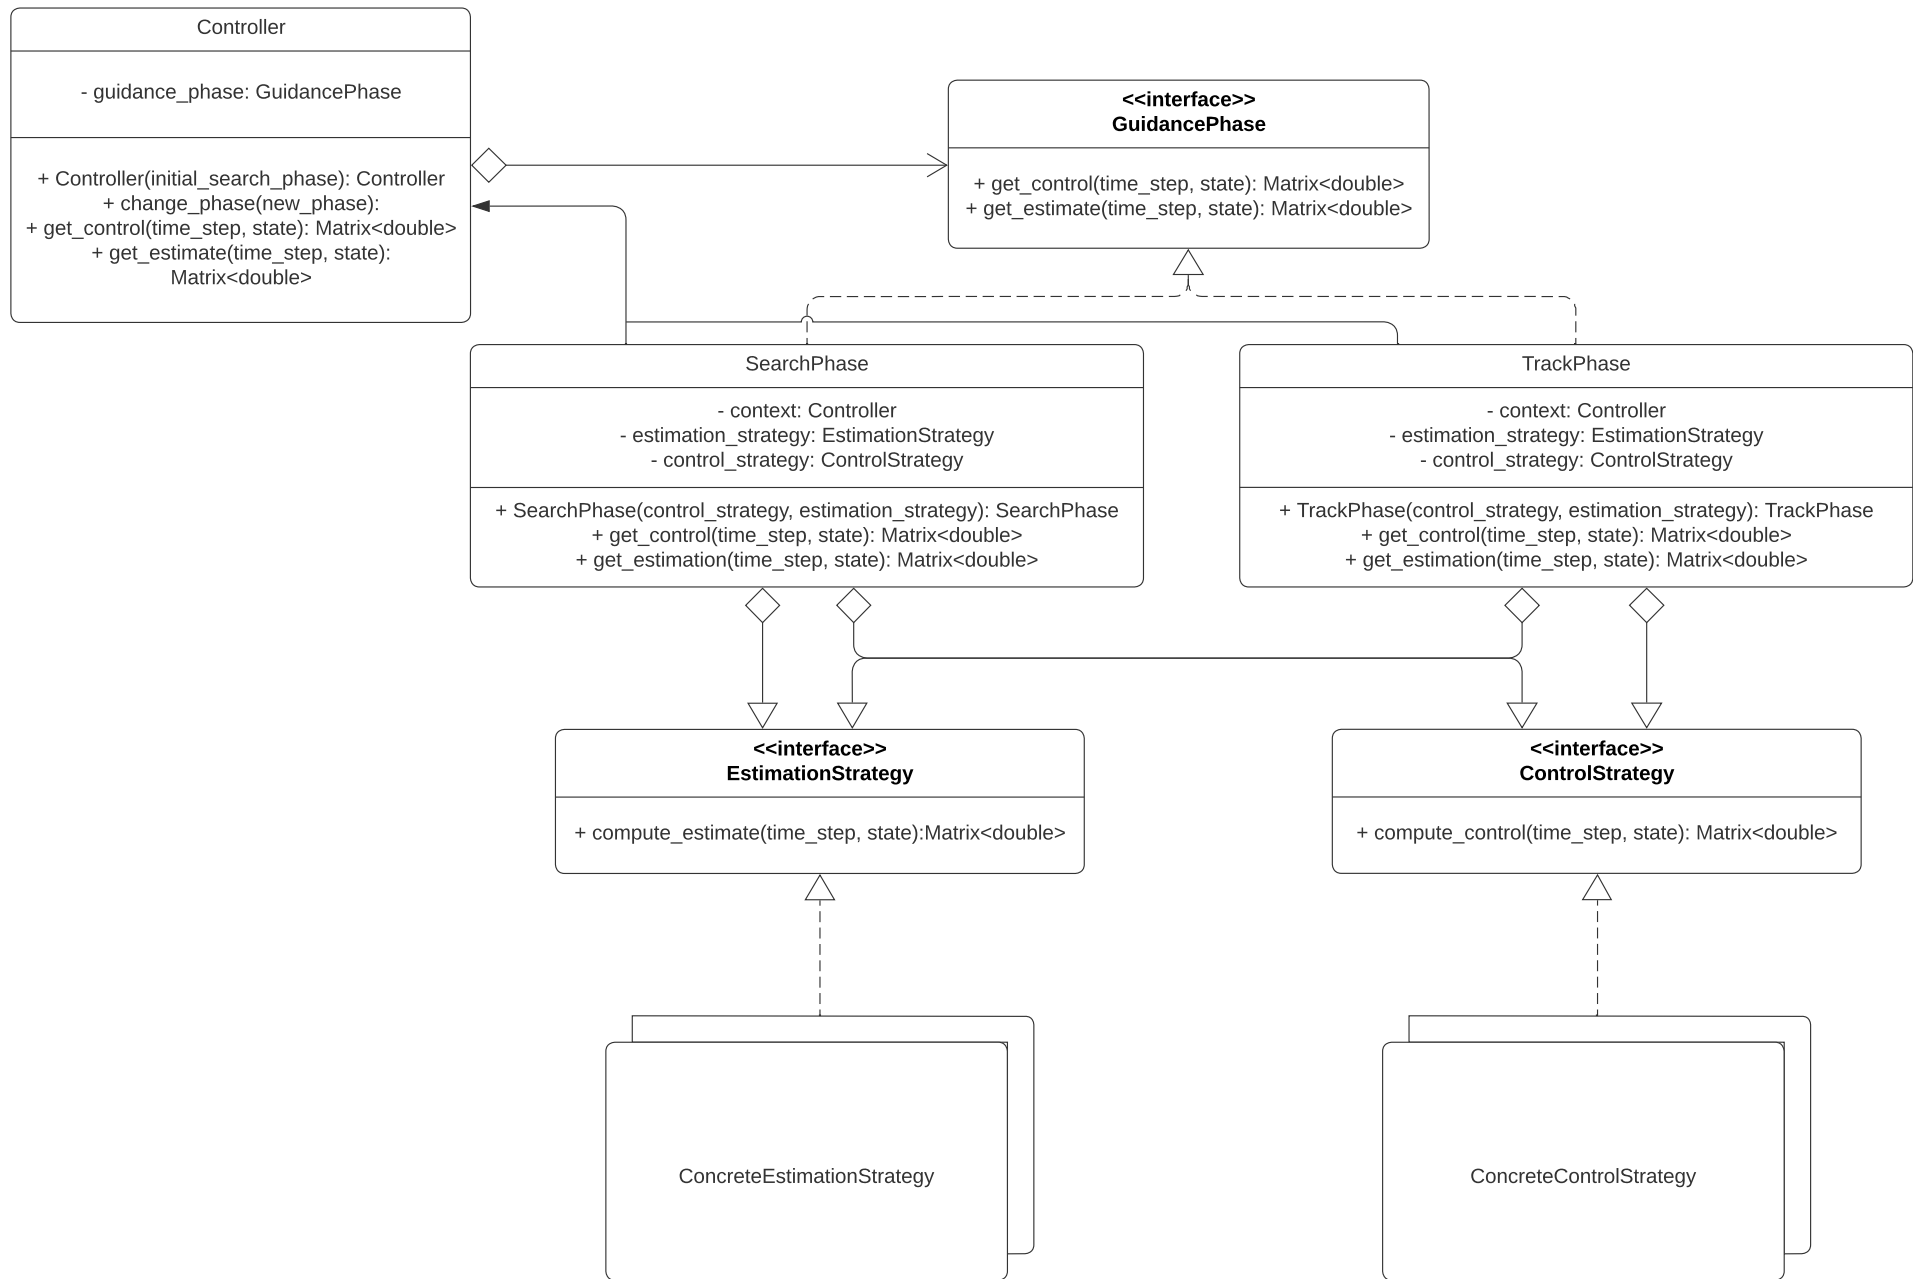 Controller
- guidance_phase: GuidancePhase
+ Controller(initial_search_phase): Controller
+ change_phase(new_phase):
+ get_control(time_step, state): Matrix<double>
+ get_estimate(time_step, state):
Matrix<double>
<<interface>>
GuidancePhase
+ get_control(time_step, state): Matrix<double>
+ get_estimate(time_step, state): Matrix<double>
SearchPhase
- context: Controller
- estimation_strategy: EstimationStrategy
- control_strategy: ControlStrategy
+ SearchPhase(control_strategy, estimation_strategy): SearchPhase
+ get_control(time_step, state): Matrix<double>
+ get_estimation(time_step, state): Matrix<double>
TrackPhase
- context: Controller
- estimation_strategy: EstimationStrategy
- control_strategy: ControlStrategy
+ TrackPhase(control_strategy, estimation_strategy): TrackPhase
+ get_control(time_step, state): Matrix<double>
+ get_estimation(time_step, state): Matrix<double>
<<interface>>
EstimationStrategy
+ compute_estimate(time_step, state):Matrix<double>
<<interface>>
ControlStrategy
+ compute_control(time_step, state): Matrix<double>
ConcreteEstimationStrategy
ConcreteControlStrategy